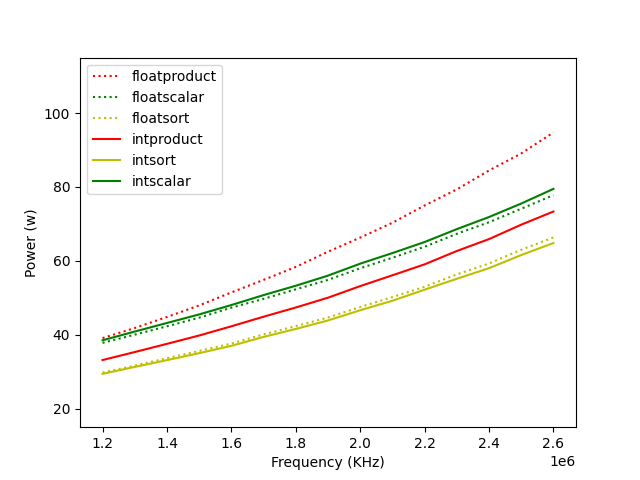 floatproduct
floatscalar
floatsort
intproduct
intsort
intscalar
100
80
60
40
20
Power (w)
1.2 1.4 1.6 1.8 2.0 2.2 2.4 2.6
1e6
Frequency (KHz)